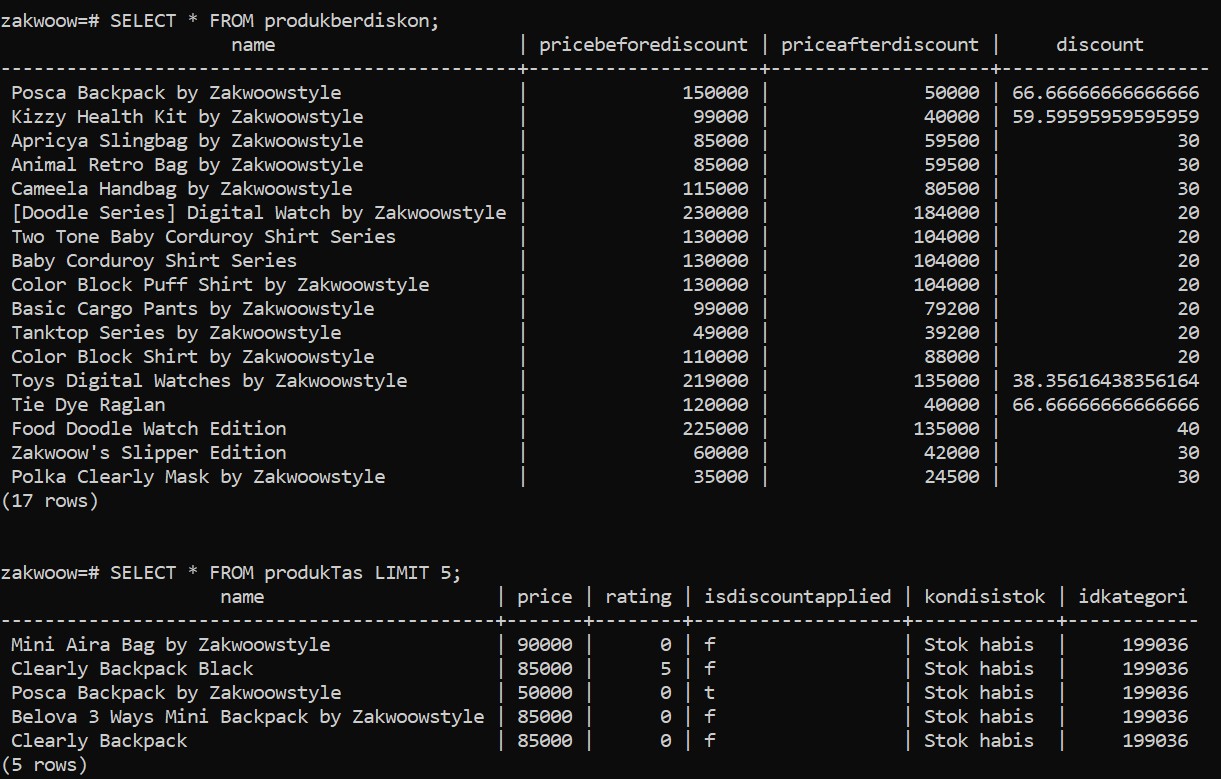 zakwoow=# SELECT * FROM produkberdiskon;
name | pricebeforediscount | priceafterdiscount | discount
-----------------------------------------------+---------------------+--------------------+-------------------
Posca Backpack by Zakwoowstyle | 150000 | 50000 | 66.66666666666666
Kizzy Health Kit by Zakwoowstyle | 99000 | 40000 | 59.59595959595959
Apricya Slingbag by Zakwoowstyle | 85000 | 59500 | 30
Animal Retro Bag by Zakwoowstyle | 85000 | 59500 | 30
Cameela Handbag by Zakwoowstyle | 115000 | 80500 | 30
[Doodle Series] Digital Watch by Zakwoowstyle | 230000 | 184000 | 20
Two Tone Baby Corduroy Shirt Series | 130000 | 104000 | 20
Baby Corduroy Shirt Series | 130000 | 104000 | 20
Color Block Puff Shirt by Zakwoowstyle | 130000 | 104000 | 20
Basic Cargo Pants by Zakwoowstyle | 99000 | 79200 | 20
Tanktop Series by Zakwoowstyle | 49000 | 39200 | 20
Color Block Shirt by Zakwoowstyle | 110000 | 88000 | 20
Toys Digital Watches by Zakwoowstyle | 219000 | 135000 | 38.35616438356164
Tie Dye Raglan | 120000 | 40000 | 66.66666666666666
Food Doodle Watch Edition | 225000 | 135000 | 40
Zakwoow's Slipper Edition | 60000 | 42000 | 30
Polka Clearly Mask by Zakwoowstyle | 35000 | 24500 | 30
(17 rows)
zakwoow=# SELECT * FROM produkTas LIMIT 5;
name | price | rating | isdiscountapplied | kondisistok | idkategori
---------------------------------------------+-------+--------+-------------------+-------------+------------
Mini Aira Bag by Zakwoowstyle | 90000 | 0 | f | Stok habis | 199036
Clearly Backpack Black | 85000 | 5 | f | Stok habis | 199036
Posca Backpack by Zakwoowstyle | 50000 | 0 | t | Stok habis | 199036
Belova 3 Ways Mini Backpack by Zakwoowstyle | 85000 | 0 | f | Stok habis | 199036
Clearly Backpack | 85000 | 0 | f | Stok habis | 199036
(5 rows)